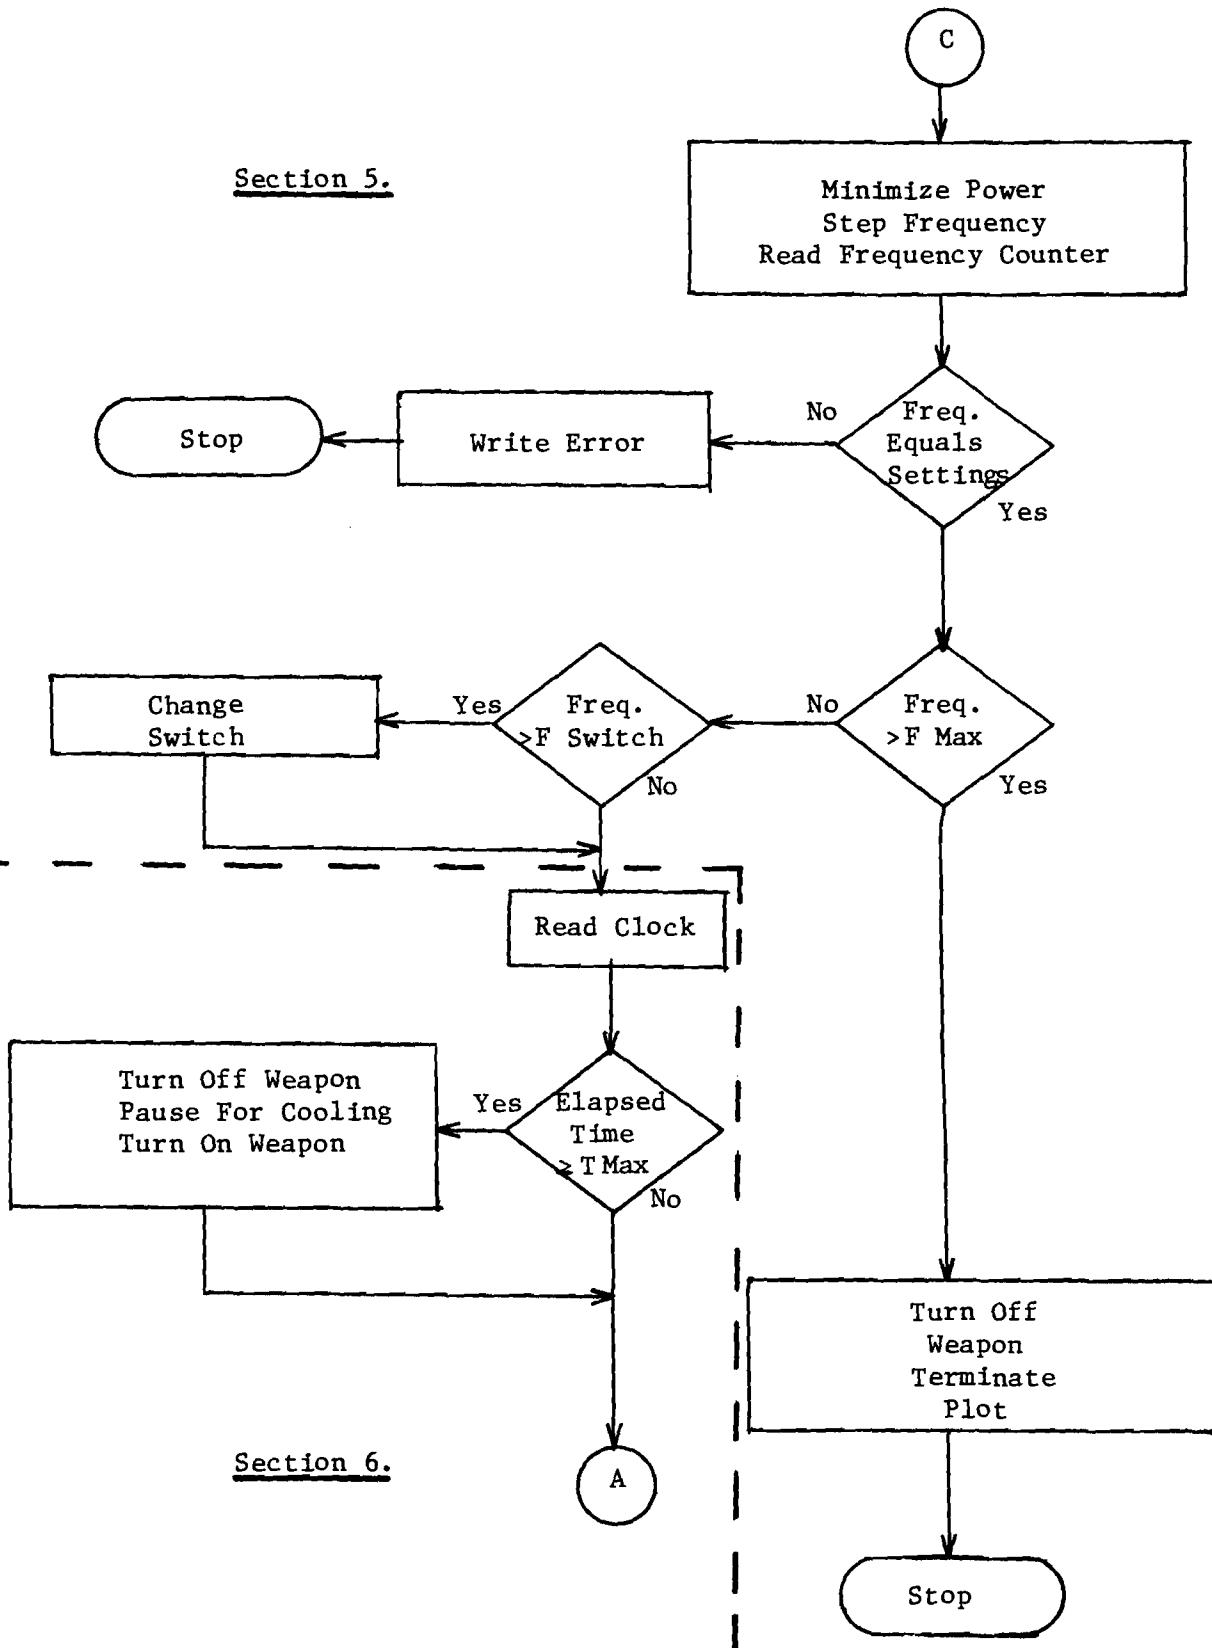 C
Section 5.
Minimize Power
Step Frequency
Read Frequency Counter
Stop
Write Error
No
Freq.
Equals
Settings
Yes
Change
Switch
Yes
Freq.
>F Switch
No
No
Freq.
>F Max
Yes
Read Clock
Turn Off Weapon
Pause For Cooling
Turn On Weapon
Yes
Elapsed
Time
≥ T Max
No
Turn Off
Weapon
Terminate
Plot
Section 6.
A
Stop